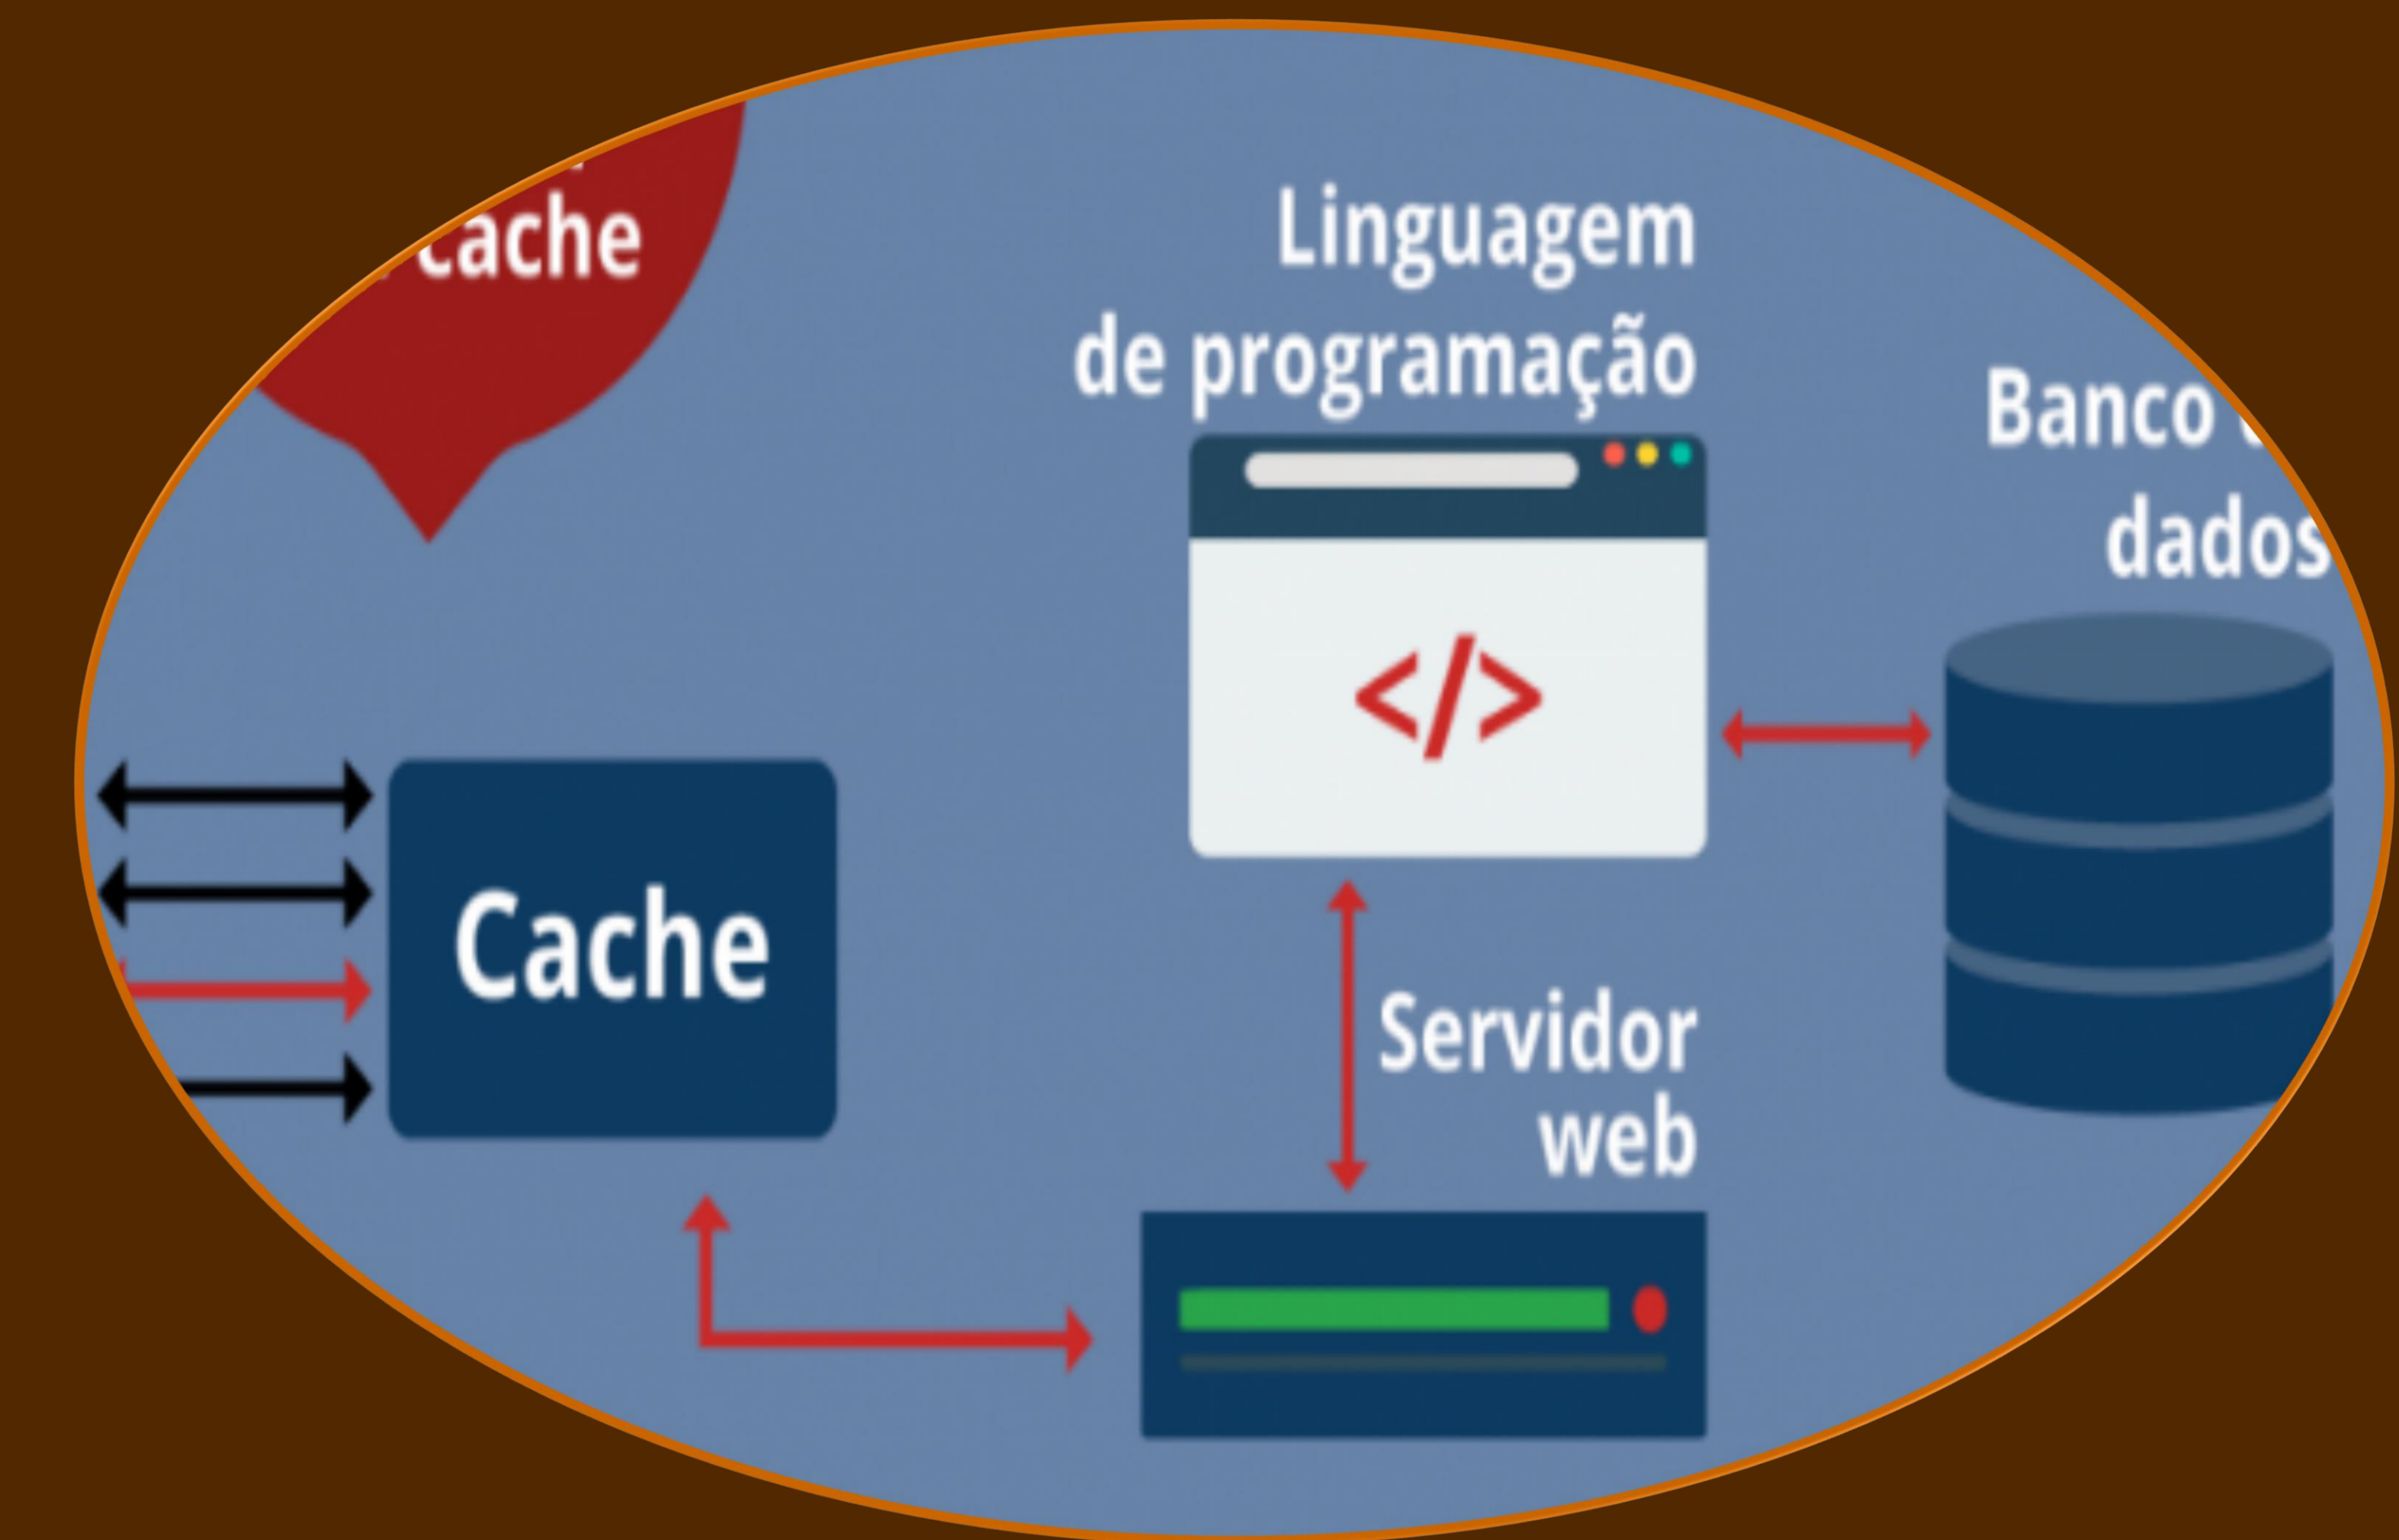 cache
Linguagem
de programação
Banco
dados
Cache
</>
Servidor
web